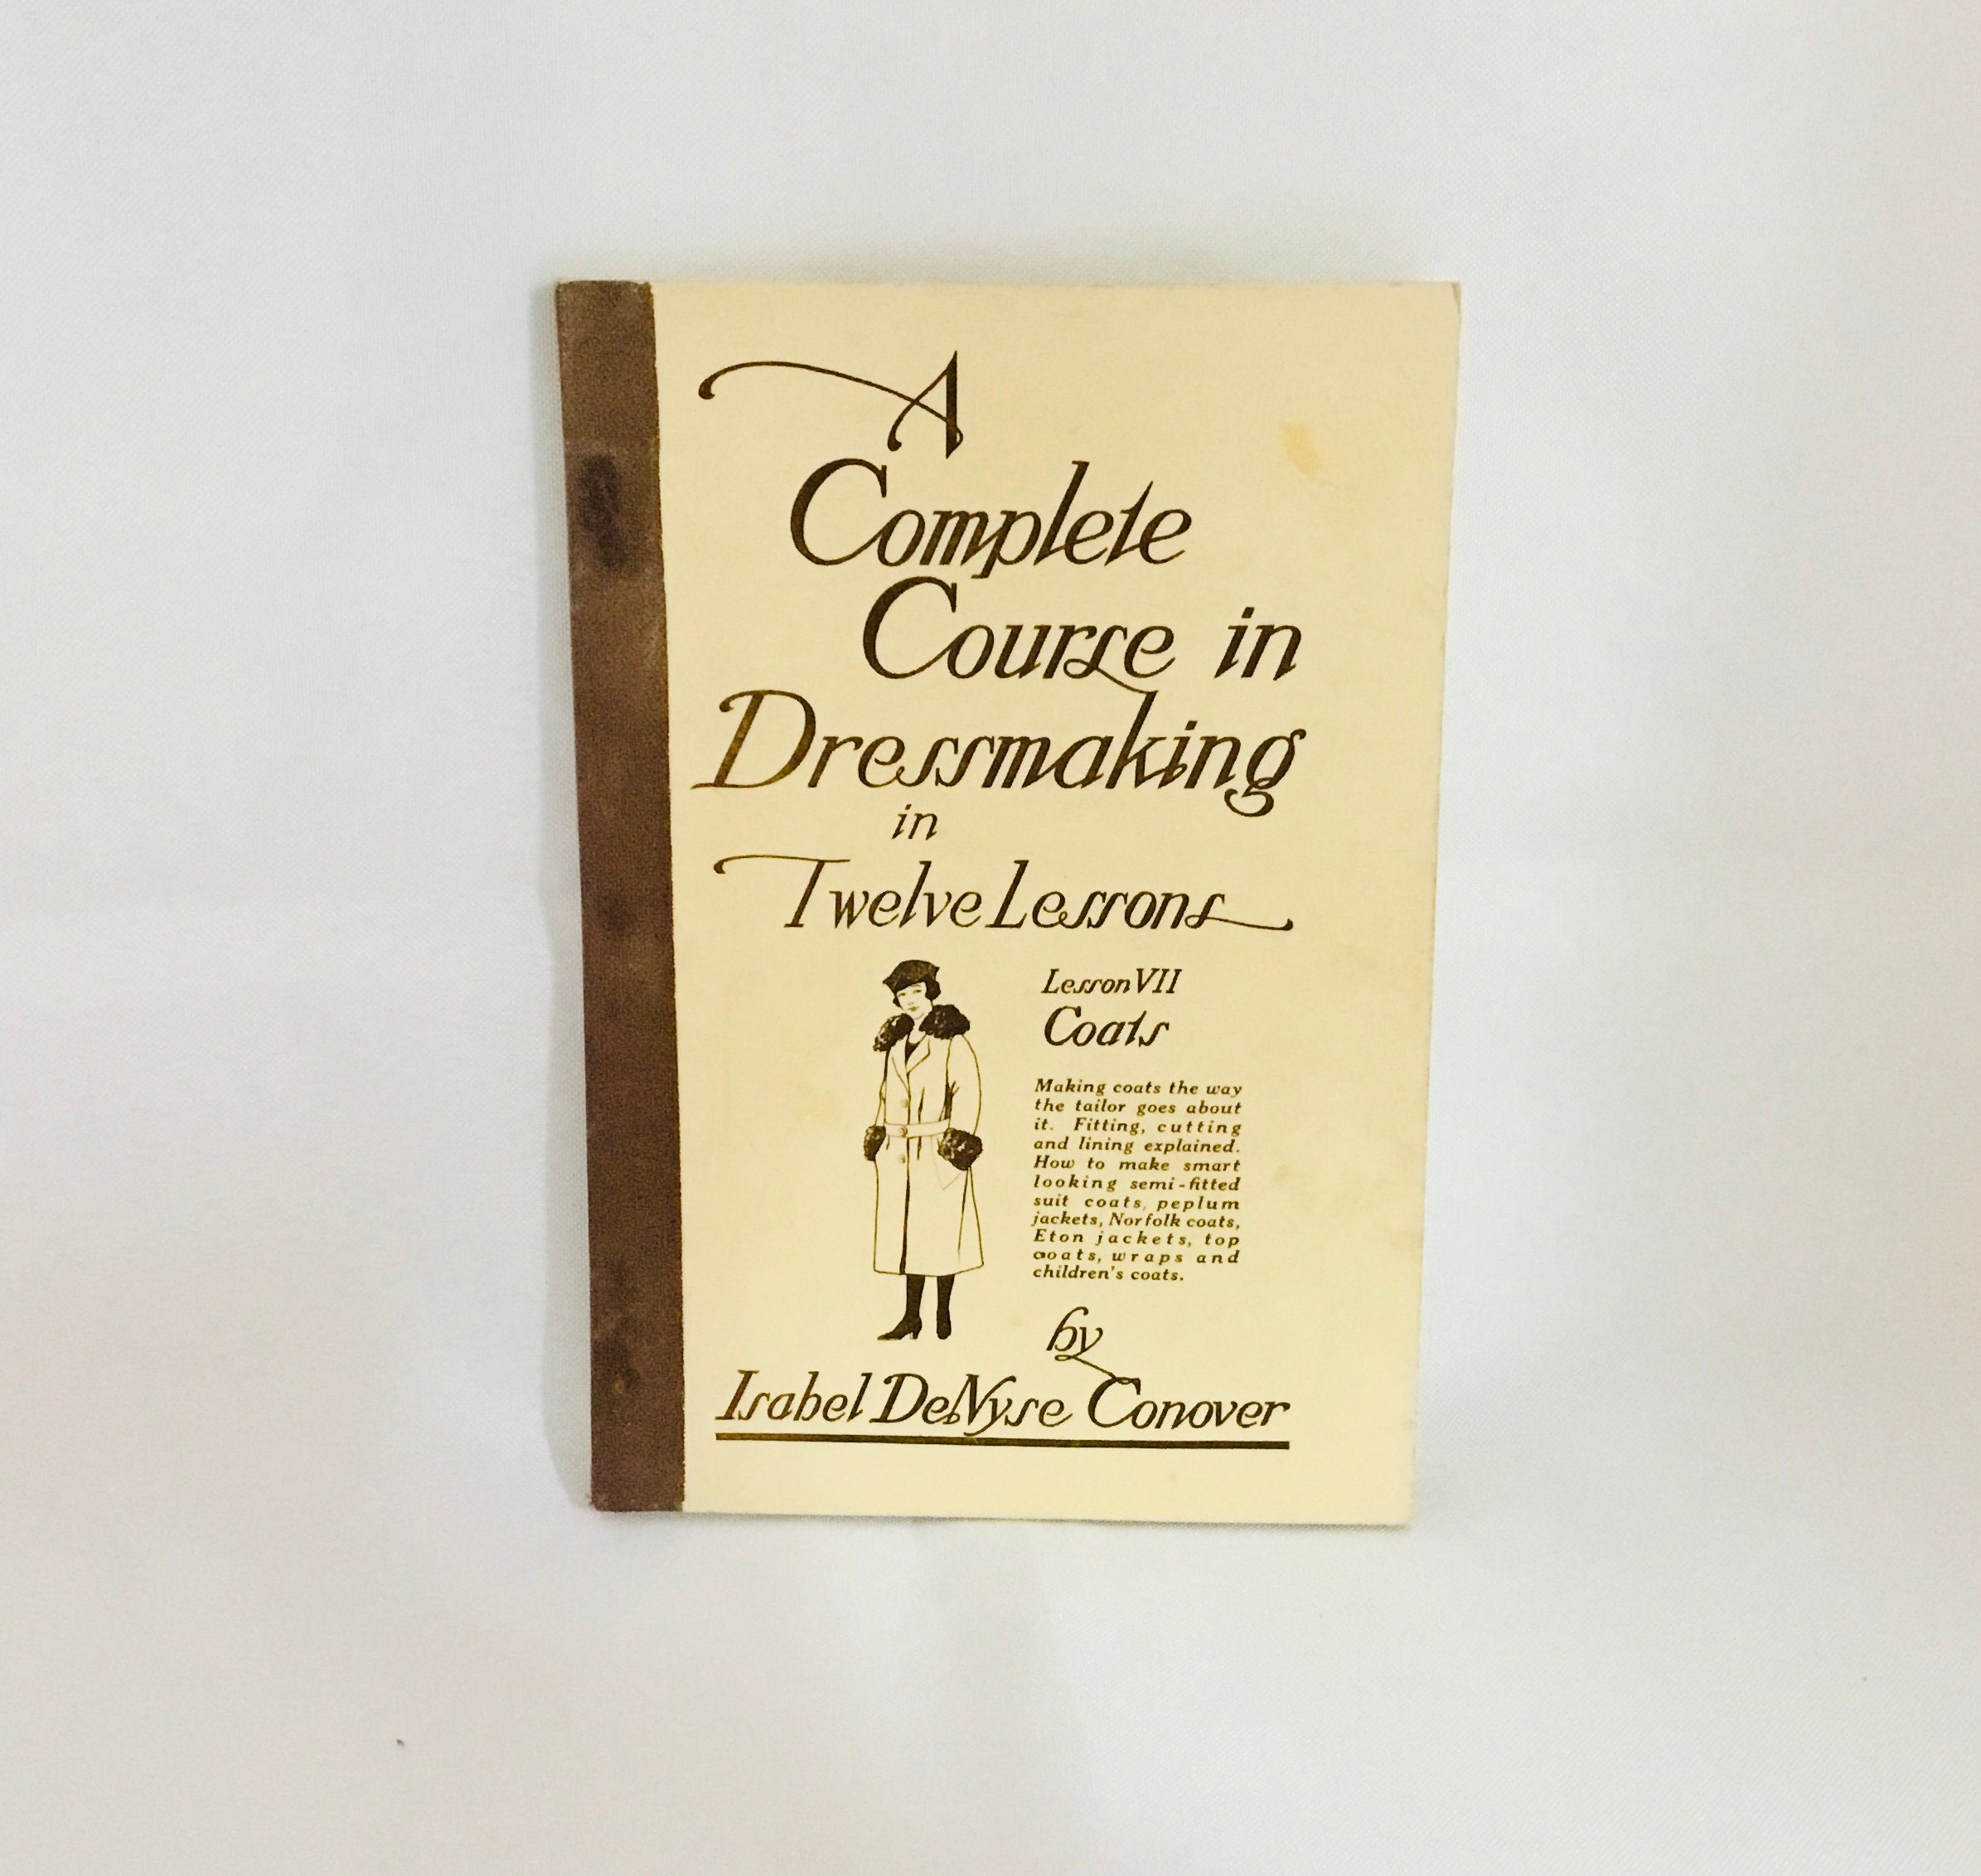 A
Complete
Course in
Dressmaking
in
Twelve Lessons
Lesson VII
Coats
Making coats the way
the tailor goes about
it. Fitting, cutting
and lining explained.
How to make smart
looking semi-fitted
suit coats, peplum
jackets, Norfolk coats,
Eton jackets, top
coats, wraps and
children's coats.
by
Isabel DeNyse Conover